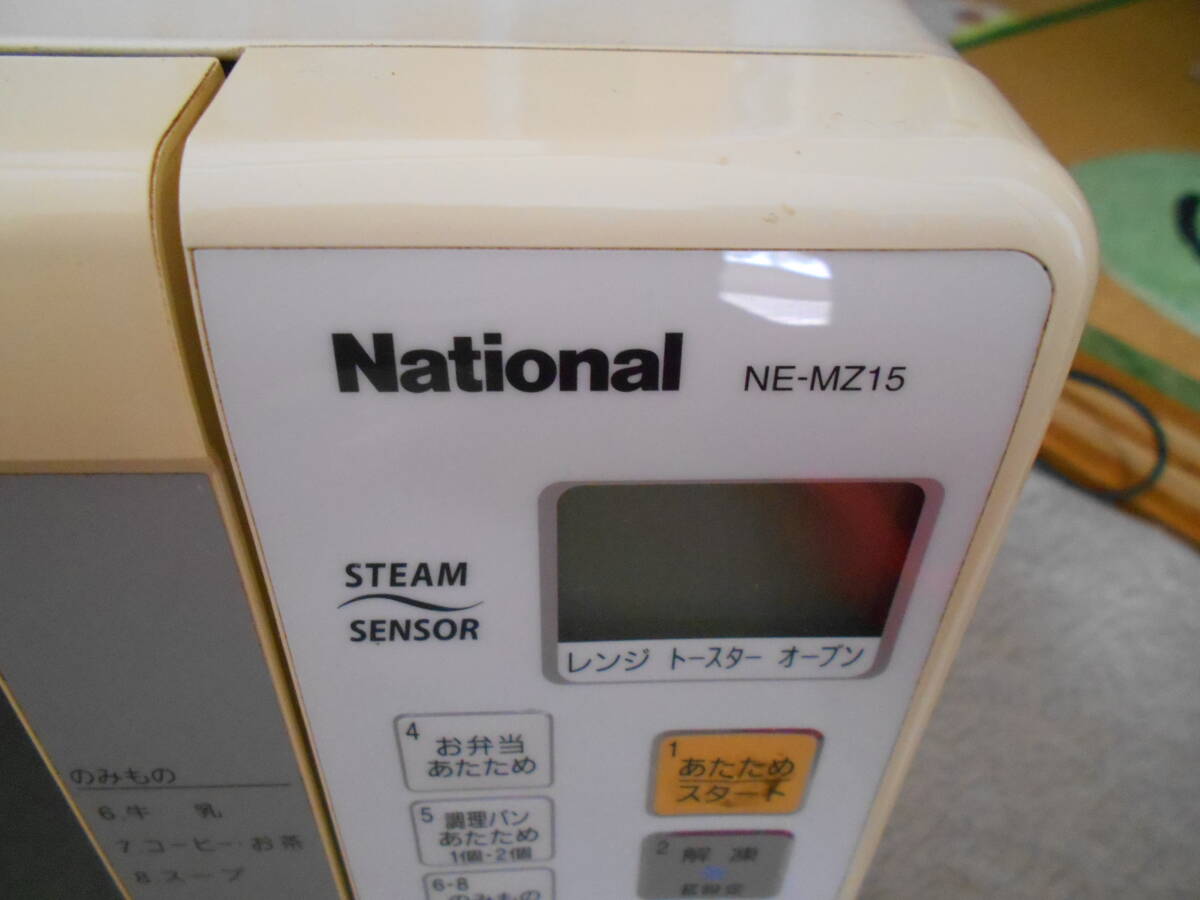 National NE-MZ15
STEAM
SENSOR
レンジ トースター オーブン
4 お弁当
あたため
1 あたため
スタート
5 調理パン
あたため
1個・2個
2 解凍
6-8
のみもの
のみもの
6.牛 乳
7.コーヒー・お茶
8.スープ